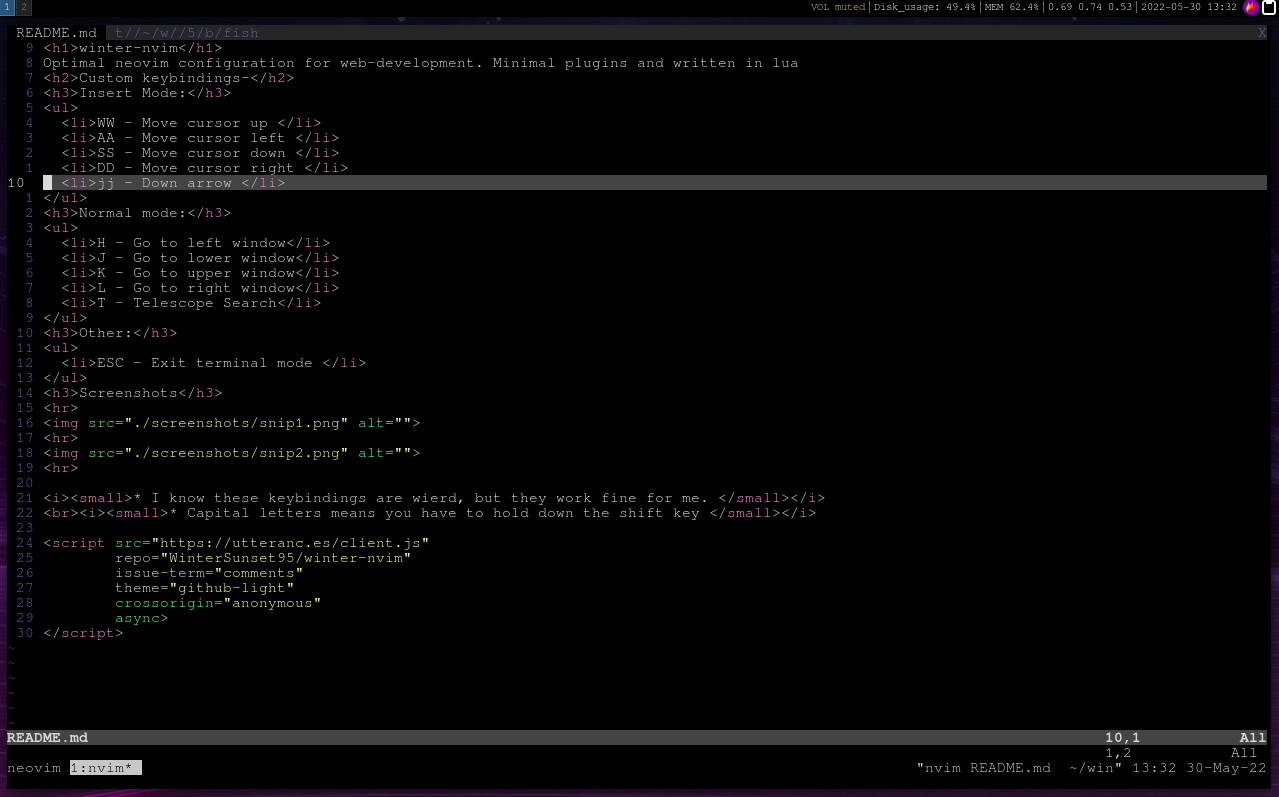 1 2 VOL muted|Disk_usage: 49.4%|MEM 62.4%|0.69 0.74 0.53|2022-05-30 13:32
README.md t//~/w//5/b/fish X
9 <h1>winter-nvim</h1>
8 Optimal neovim configuration for web-development. Minimal plugins and written in lua
7 <h2>Custom keybindings-</h2>
6 <h3>Insert Mode:</h3>
5 <ul>
4 <li>WW - Move cursor up </li>
3 <li>AA - Move cursor left </li>
2 <li>SS - Move cursor down </li>
1 <li>DD - Move cursor right </li>
10 <li>jj - Down arrow </li>
1 </ul>
2 <h3>Normal mode:</h3>
3 <ul>
4 <li>H - Go to left window</li>
5 <li>J - Go to lower window</li>
6 <li>K - Go to upper window</li>
7 <li>L - Go to right window</li>
8 <li>T - Telescope Search</li>
9 </ul>
10 <h3>Other:</h3>
11 <ul>
12 <li>ESC - Exit terminal mode </li>
13 </ul>
14 <h3>Screenshots</h3>
15 <hr>
16 <img src="./screenshots/snip1.png" alt="">
17 <hr>
18 <img src="./screenshots/snip2.png" alt="">
19 <hr>
20
21 <i><small>* I know these keybindings are wierd, but they work fine for me. </small></i>
22 <br><i><small>* Capital letters means you have to hold down the shift key </small></i>
23
24 <script src="https://utteranc.es/client.js"
25 repo="WinterSunset95/winter-nvim"
26 issue-term="comments"
27 theme="github-light"
28 crossorigin="anonymous"
29 async>
30 </script>
~
~
~
~
~
~
README.md 10,1 All
1,2 All
neovim 1:nvim* "nvim README.md ~/win" 13:32 30-May-22